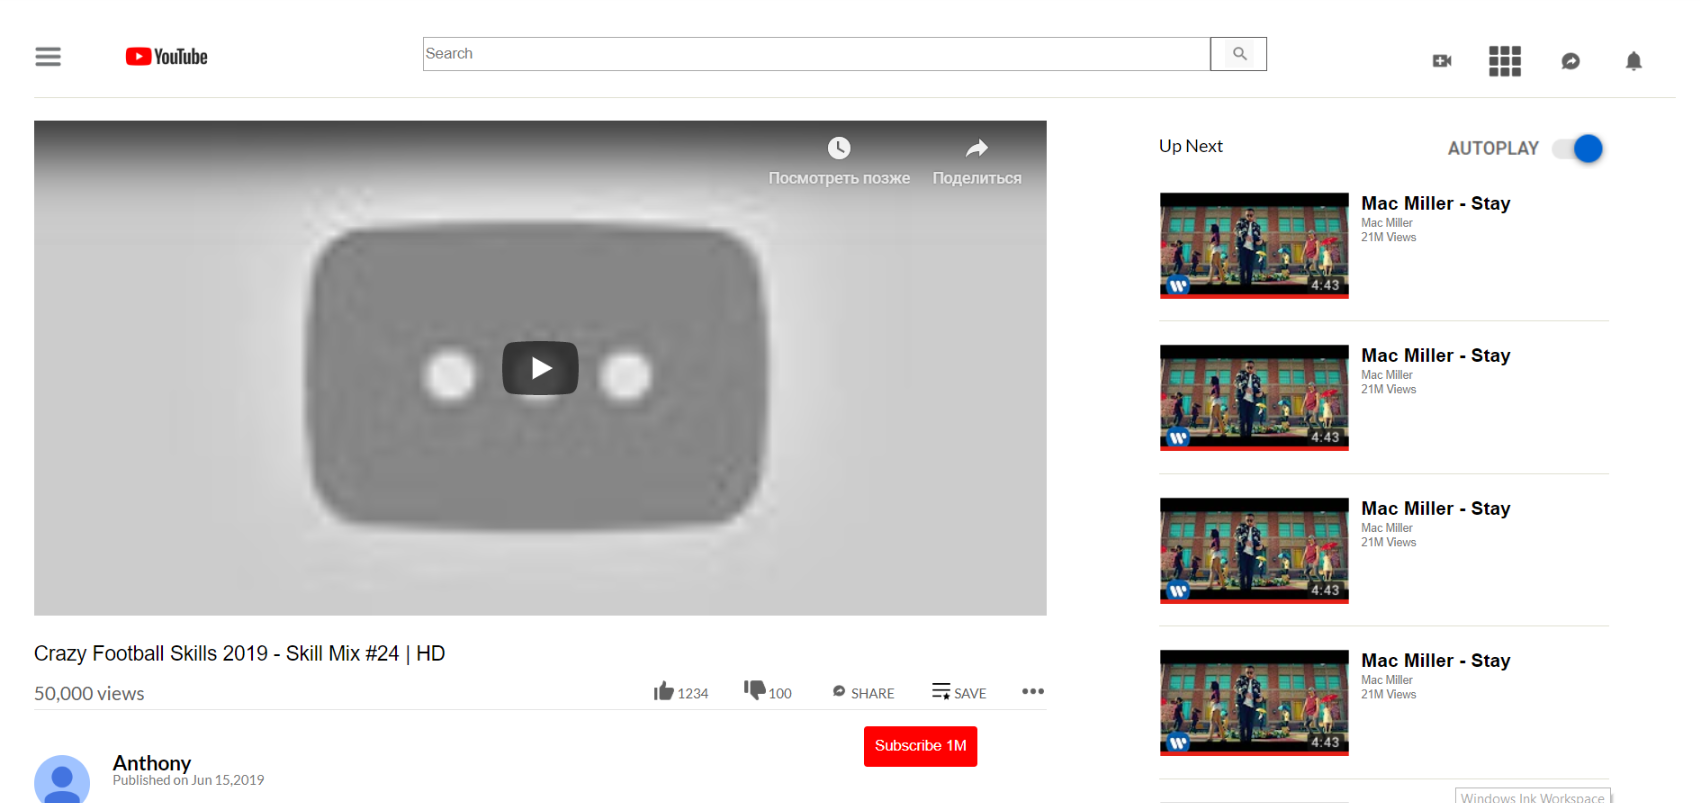 YouTube
Search
Посмотреть позже
Поделиться
Crazy Football Skills 2019 - Skill Mix #24 | HD
50,000 views
1234
100
SHARE
SAVE
Subscribe 1M
Anthony
Published on Jun 15,2019
Up Next
AUTOPLAY
4:43
Mac Miller - Stay
Mac Miller
21M Views
4:43
Mac Miller - Stay
Mac Miller
21M Views
4:43
Mac Miller - Stay
Mac Miller
21M Views
4:43
Mac Miller - Stay
Mac Miller
21M Views
Windows Ink Workspace